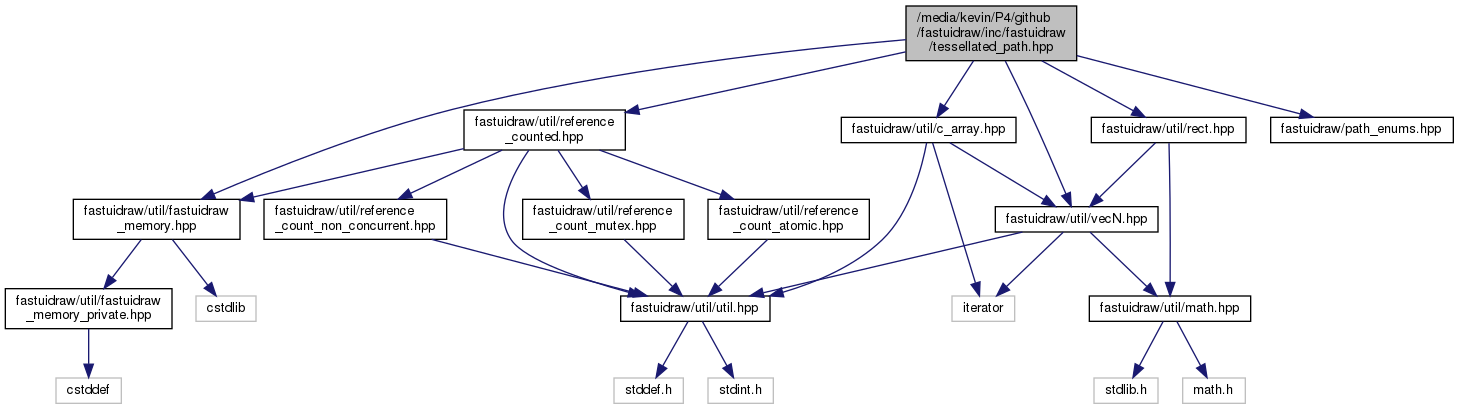 /media/kevin/P4/github
/fastuidraw/inc/fastuidraw
/tessellated_path.hpp
fastuidraw/util/reference
_counted.hpp
fastuidraw/util/c_array.hpp
fastuidraw/util/rect.hpp
fastuidraw/path_enums.hpp
fastuidraw/util/fastuidraw
_memory.hpp
fastuidraw/util/reference
_count_non_concurrent.hpp
fastuidraw/util/reference
_count_mutex.hpp
fastuidraw/util/reference
_count_atomic.hpp
fastuidraw/util/vecN.hpp
fastuidraw/util/fastuidraw
_memory_private.hpp
cstdlib
fastuidraw/util/util.hpp
iterator
fastuidraw/util/math.hpp
cstddef
stddef.h
stdint.h
stdlib.h
math.h